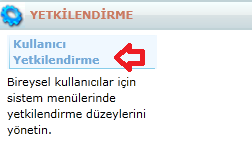 YETKİLENDİRME
Kullanıcı
Yetkilendirme
Bireysel kullanıcılar için
sistem menülerinde
yetkilendirme düzeylerini
yönetin.